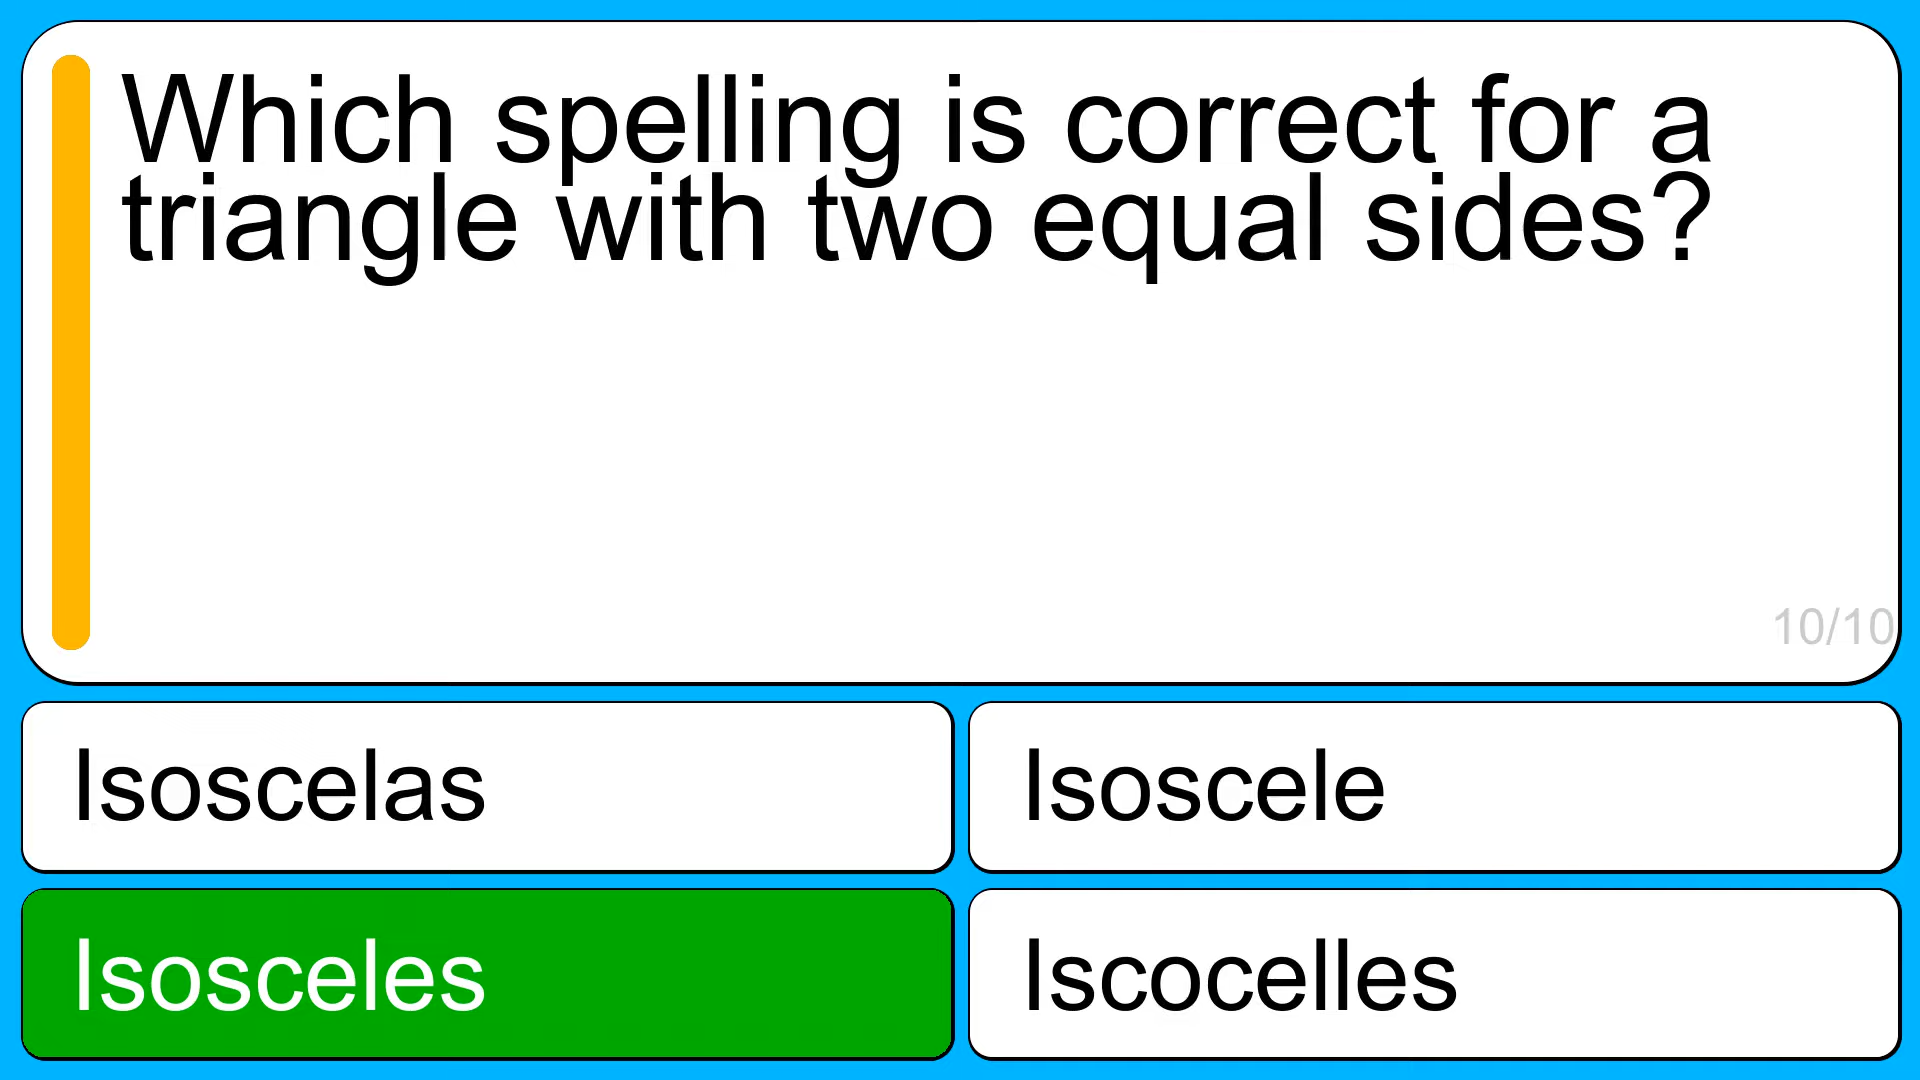 Which spelling is correct for a
triangle with two equal sides?
10/10
Isoscelas
Isoscele
Isosceles
Iscocelles